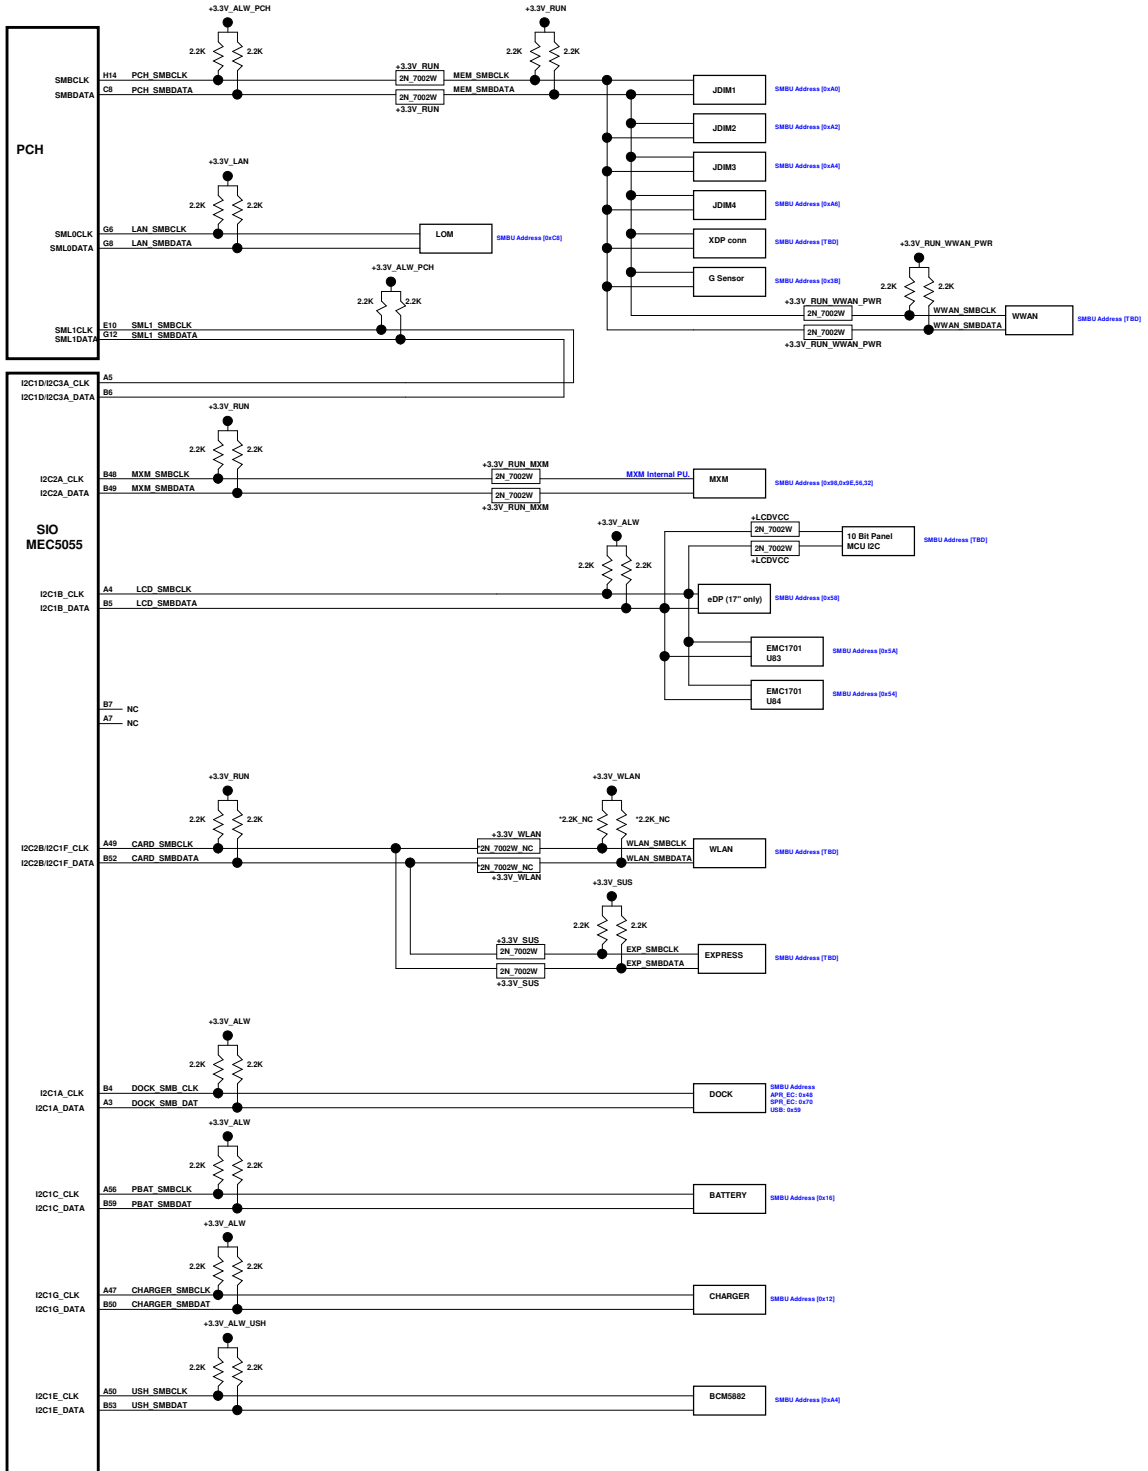 +3.3V_ALW_PCH
+3.3V_RUN
2.2K
2.2K
2.2K
2.2K
PCH
SMBCLK
H14
PCH_SMBCLK
+3.3V_RUN
2N_7002W
MEM_SMBCLK
SMBDATA
C8
PCH_SMBDATA
2N_7002W
MEM_SMBDATA
+3.3V_RUN
JDIM1
SMBU Address [0xA0]
JDIM2
SMBU Address [0xA2]
JDIM3
SMBU Address [0xA4]
JDIM4
SMBU Address [0xA6]
XDP conn
SMBU Address [TBD]
G Sensor
SMBU Address [0x3B]
+3.3V_LAN
2.2K
2.2K
SML0CLK
G6
LAN_SMBCLK
SML0DATA
G8
LAN_SMBDATA
LOM
SMBU Address [0xC8]
+3.3V_RUN_WWAN_PWR
2.2K
2.2K
+3.3V_RUN_WWAN_PWR
2N_7002W
WWAN_SMBCLK
2N_7002W
WWAN_SMBDATA
+3.3V_RUN_WWAN_PWR
WWAN
SMBU Address [TBD]
+3.3V_ALW_PCH
2.2K
2.2K
SML1CLK
E10
SML1_SMBCLK
SML1DATA
G12
SML1_SMBDATA
I2C1D/I2C3A_CLK
A5
I2C1D/I2C3A_DATA
B6
+3.3V_RUN
2.2K
2.2K
I2C2A_CLK
B48
MXM_SMBCLK
+3.3V_RUN_MXM
2N_7002W
MXM Internal PU.
I2C2A_DATA
B49
MXM_SMBDATA
2N_7002W
+3.3V_RUN_MXM
MXM
SMBU Address [0x98,0x9E,56,32]
SIO
MEC5055
+3.3V_ALW
2.2K
2.2K
+LCDVCC
2N_7002W
2N_7002W
+LCDVCC
10 Bit Panel
MCU I2C
SMBU Address [TBD]
I2C1B_CLK
A4
LCD_SMBCLK
I2C1B_DATA
B5
LCD_SMBDATA
eDP (17" only)
SMBU Address [0x58]
EMC1701
U83
SMBU Address [0x5A]
EMC1701
U84
SMBU Address [0x54]
B7
NC
A7
NC
+3.3V_RUN
2.2K
2.2K
+3.3V_WLAN
*2.2K_NC
*2.2K_NC
I2C2B/I2C1F_CLK
A49
CARD_SMBCLK
+3.3V_WLAN
*2N_7002W_NC
WLAN_SMBCLK
I2C2B/I2C1F_DATA
B52
CARD_SMBDATA
*2N_7002W_NC
WLAN_SMBDATA
+3.3V_WLAN
WLAN
SMBU Address [TBD]
+3.3V_SUS
2.2K
2.2K
+3.3V_SUS
2N_7002W
EXP_SMBCLK
2N_7002W
EXP_SMBDATA
+3.3V_SUS
EXPRESS
SMBU Address [TBD]
+3.3V_ALW
2.2K
2.2K
I2C1A_CLK
B4
DOCK_SMB_CLK
I2C1A_DATA
A3
DOCK_SMB_DAT
DOCK
SMBU Address
APR_EC: 0x48
SPR_EC: 0x70
USB: 0x59
+3.3V_ALW
2.2K
2.2K
I2C1C_CLK
A56
PBAT_SMBCLK
I2C1C_DATA
B59
PBAT_SMBDAT
BATTERY
SMBU Address [0x16]
+3.3V_ALW
2.2K
2.2K
I2C1G_CLK
A47
CHARGER_SMBCLK
I2C1G_DATA
B50
CHARGER_SMBDAT
CHARGER
SMBU Address [0x12]
+3.3V_ALW_USH
2.2K
2.2K
I2C1E_CLK
A50
USH_SMBCLK
I2C1E_DATA
B53
USH_SMBDAT
BCM5882
SMBU Address [0xA4]